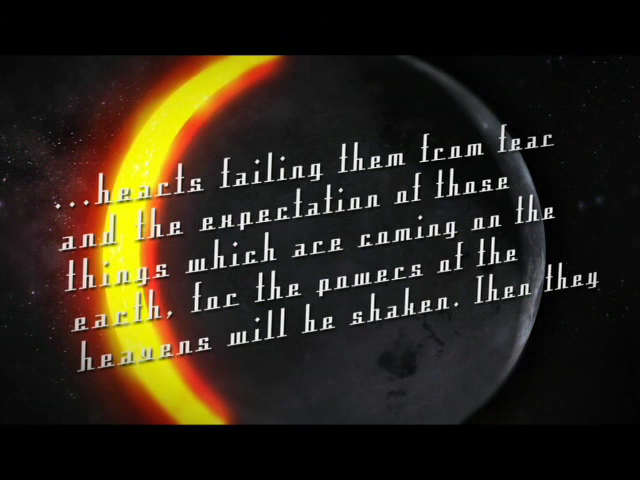 ...hearts failing them from fear
and the expectation of those
things which are coming on the
earth, for the powers of the
heavens will be shaken. Then they